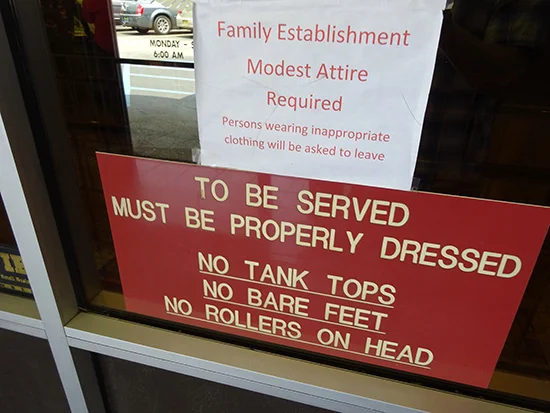 MONDAY -
6:00 AM
Family Establishment
Modest Attire
Required
Persons wearing inappropriate
clothing will be asked to leave
TO BE SERVED
MUST BE PROPERLY DRESSED
NO TANK TOPS
NO BARE FEET
NO ROLLERS ON HEAD